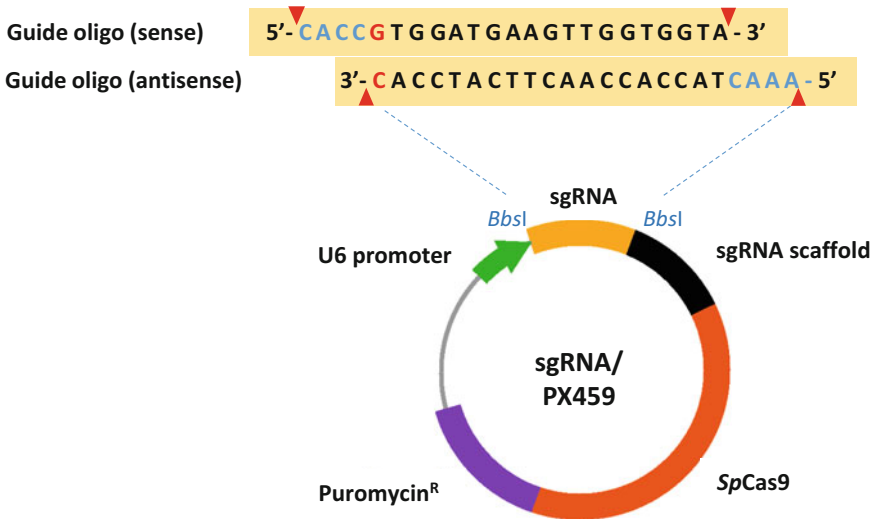 Guide oligo (sense) 5’- CACCGTGGATGAAGTTGGTGGTA - 3’
Guide oligo (antisense) 3’- CACCTACTTCAACCACCATCAAA - 5’
sgRNA
BbsI BbsI
U6 promoter sgRNA scaffold
sgRNA/
PX459
PuromycinR SpCas9